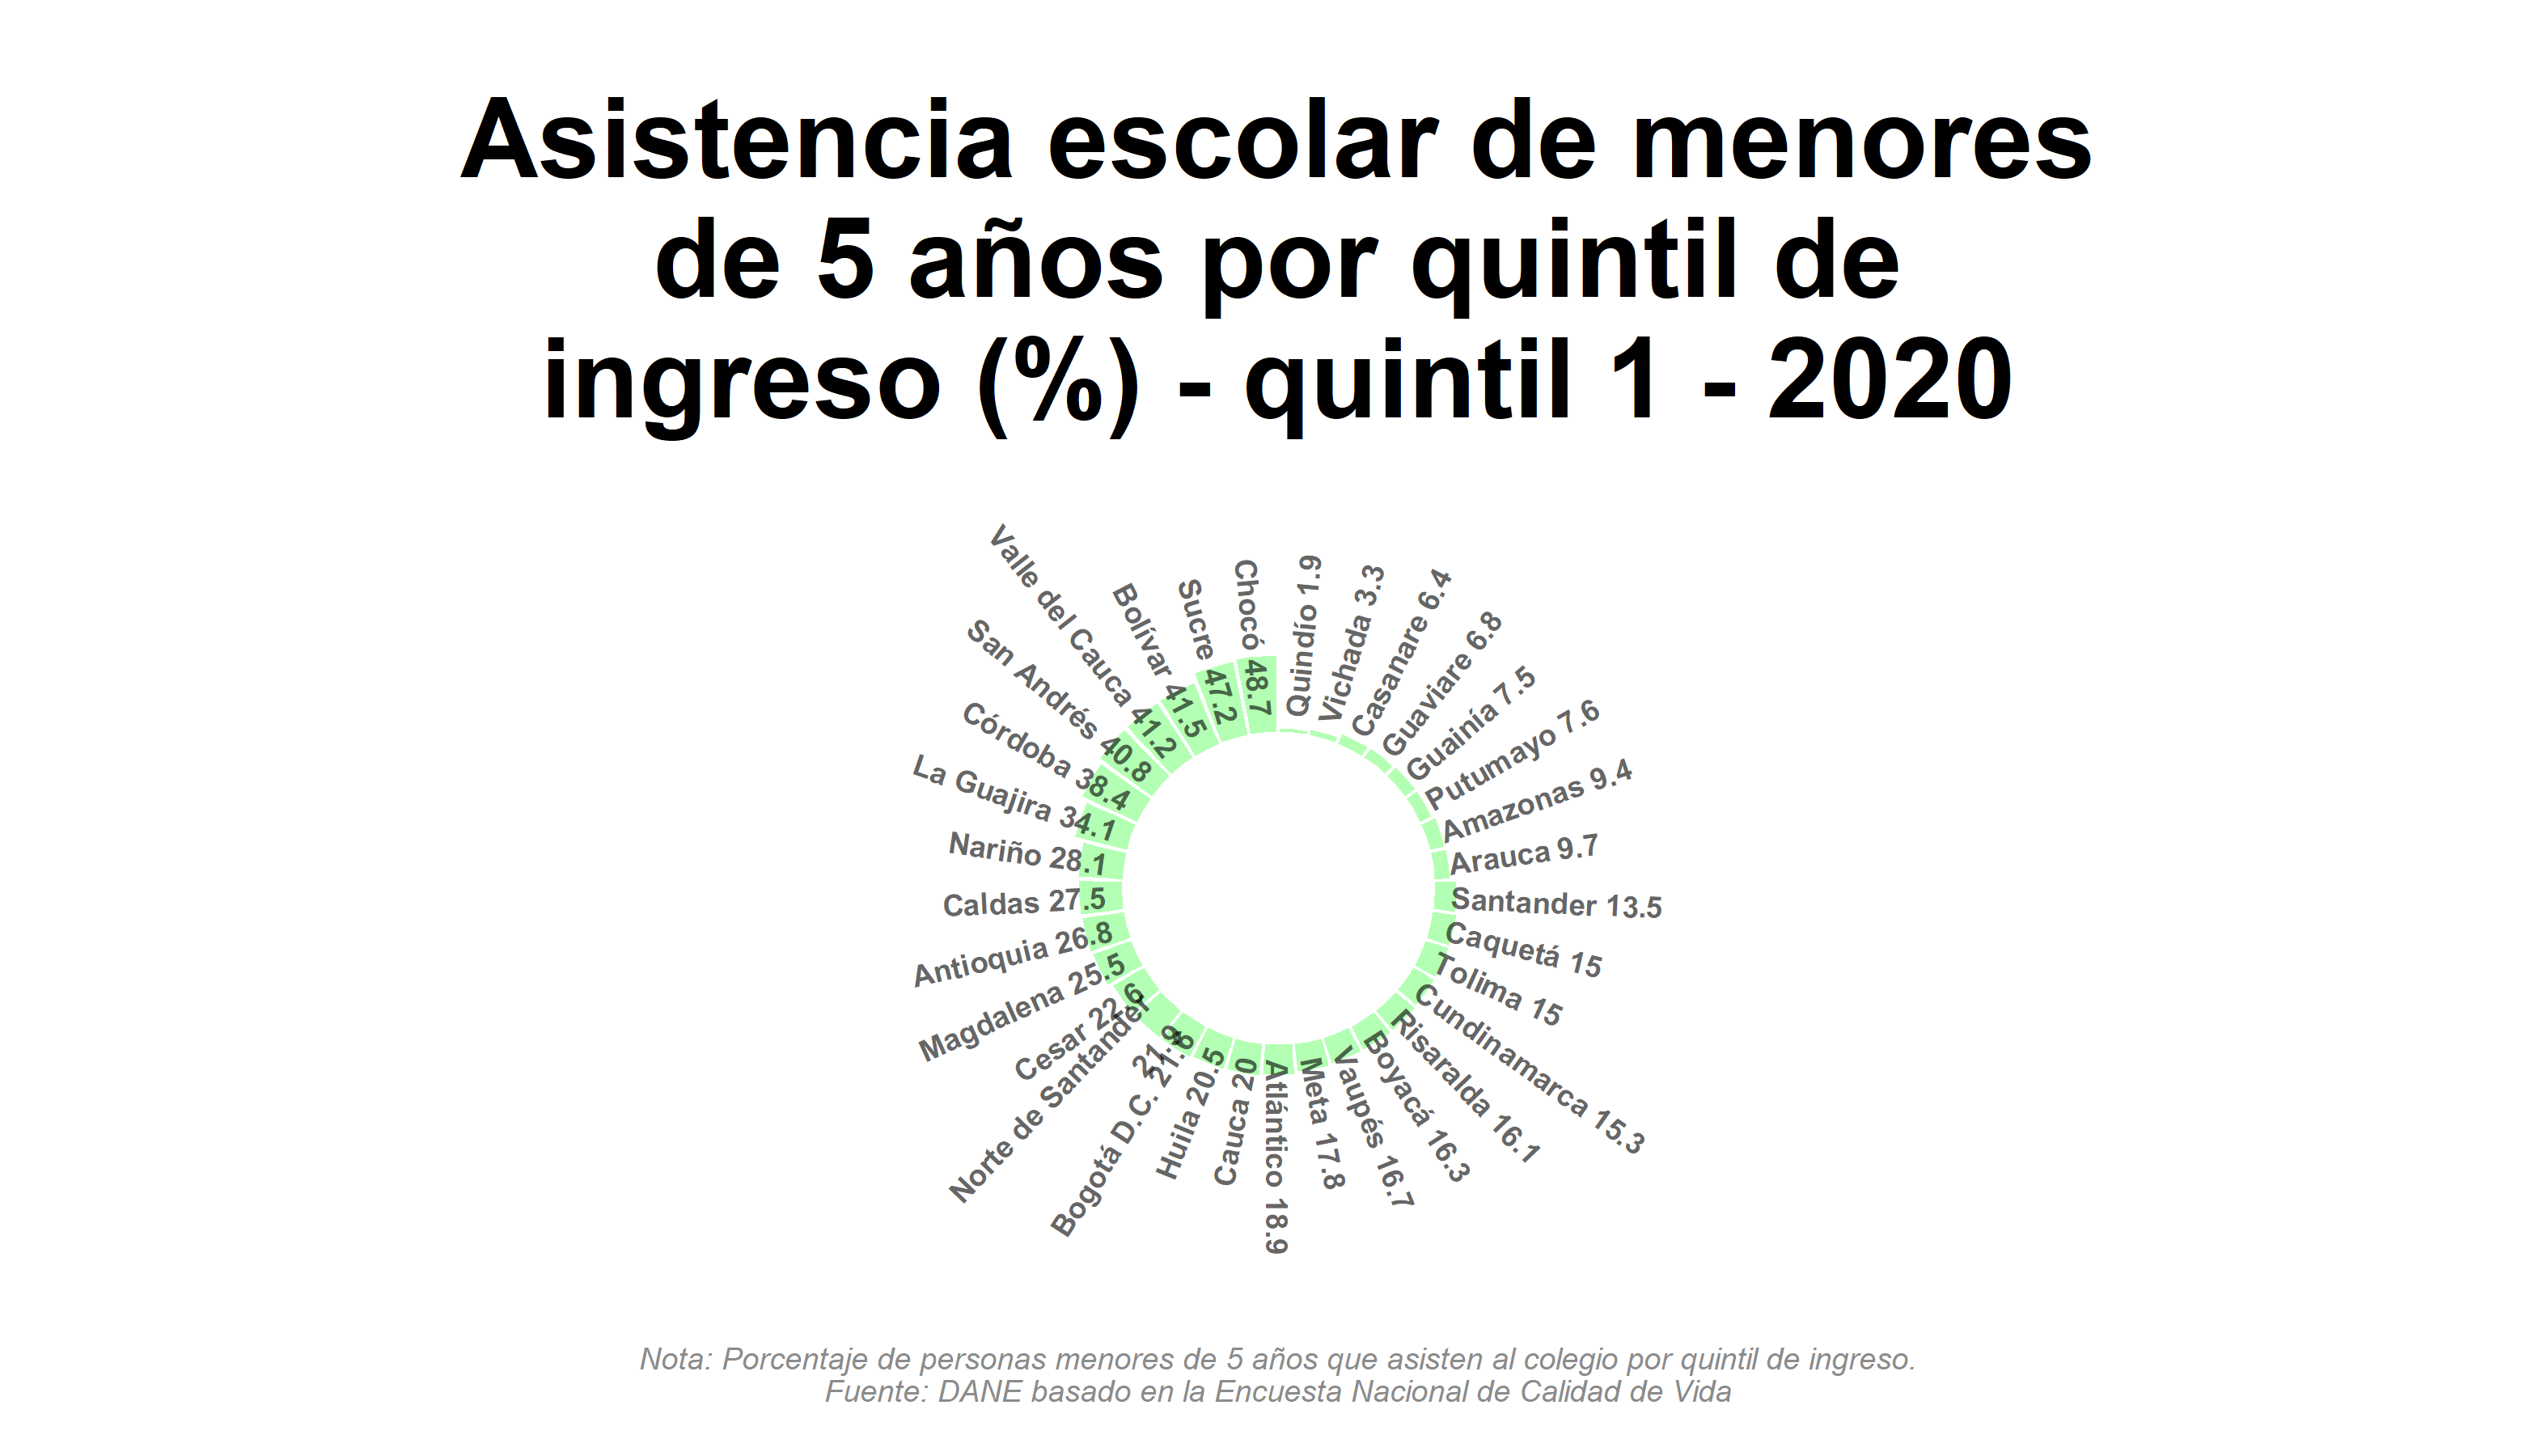 Asistencia escolar de menores
de 5 años por quintil de
ingreso (%) - quintil 1 - 2020
Quindío 1.9
Vichada 3.3
Casanare 6.4
Guaviare 6.8
Guainía 7.5
Putumayo 7.6
Amazonas 9.4
Arauca 9.7
Santander 13.5
Caquetá 15
Tolima 15
Cundinamarca 15.3
Risaralda 16.1
Boyacá 16.3
Vaupés 16.7
Meta 17.8
Atlántico 18.9
Cauca 20
Huila 20.5
Bogotá D.C. 21.8
Norte de Santander
21.9
Cesar 22.6
Magdalena 25.5
Antioquia 26.8
Caldas 27.5
Nariño 28.1
La Guajira 34.1
Córdoba 38.4
San Andrés 40.8
Valle del Cauca 41.2
Bolívar 41.5
Sucre 47.2
Chocó 48.7
Nota: Porcentaje de personas menores de 5 años que asisten al colegio por quintil de ingreso.
Fuente: DANE basado en la Encuesta Nacional de Calidad de Vida